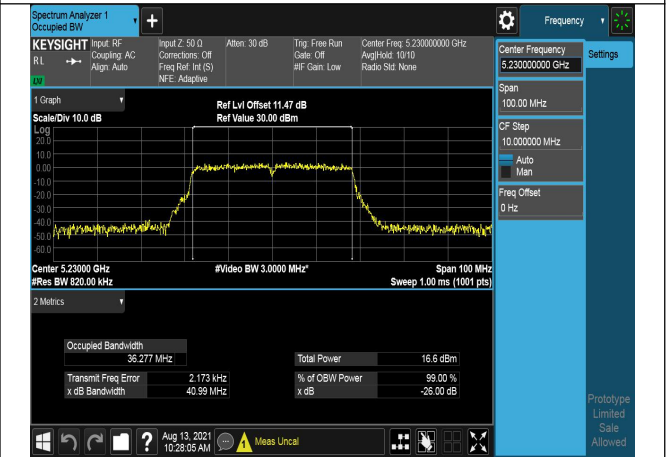 Spectrum Analyzer 1
Occupied BW
Frequency
KEYSIGHT
Input: RF
Input Z: 50 Ω
Atten: 30 dB
Trig: Free Run
Center Freq: 5.230000000 GHz
R L
Coupling: AC
Corrections: Off
Gate: Off
Avg|Hold: 10/10
Align: Auto
Freq Ref: Int (S)
#IF Gain: Low
Radio Std: None
NFE: Adaptive
Center Frequency
5.230000000 GHz
Settings
Span
100.00 MHz
CF Step
10.000000 MHz
Auto
Man
Freq Offset
0 Hz
1 Graph
Ref Lvl Offset 11.47 dB
Scale/Div 10.0 dB
Ref Value 30.00 dBm
Log
20.0
10.0
0.00
-10.0
-20.0
-30.0
-40.0
-50.0
-60.0
Center 5.23000 GHz
#Video BW 3.0000 MHz*
Span 100 MHz
#Res BW 820.00 kHz
Sweep 1.00 ms (1001 pts)
2 Metrics
Occupied Bandwidth
36.277 MHz
Total Power
16.6 dBm
Transmit Freq Error
2.173 kHz
% of OBW Power
99.00 %
x dB Bandwidth
40.99 MHz
x dB
-26.00 dB
Prototype
Limited
Sale
Allowed
Aug 13, 2021
10:28:05 AM
Meas Uncal